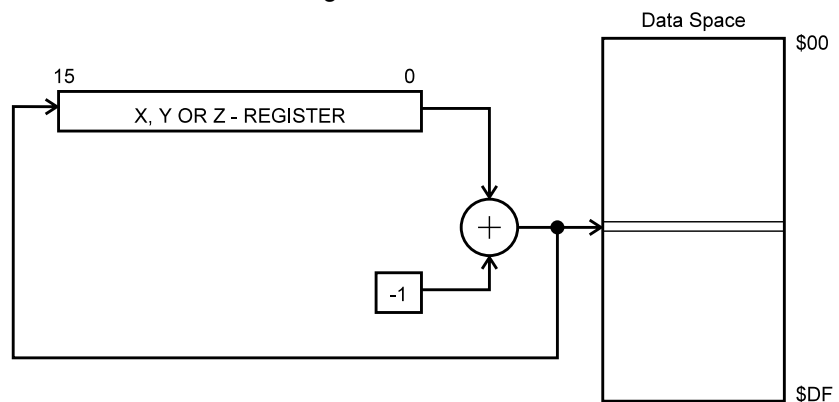 Data Space
$00
15
0
X, Y OR Z - REGISTER
+
-1
$DF